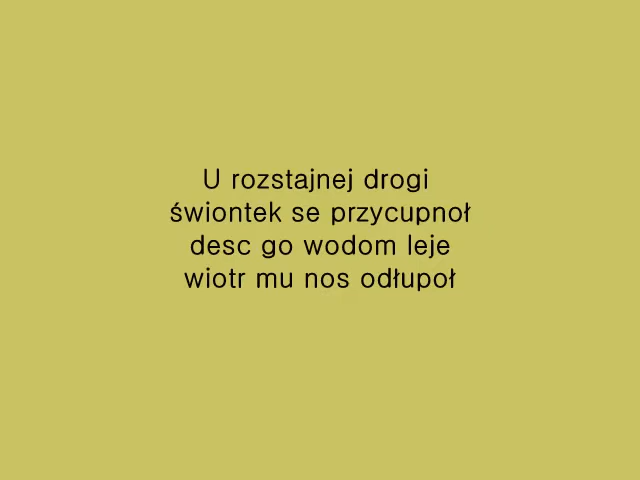 U rozstajnej drogi
świontek se przycupnoł
desc go wodom leje
wiotr mu nos odłupoł